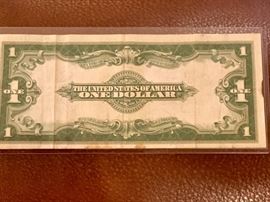 1 1
THE UNITED STATES OF AMERICA
ONE ONE
ONE DOLLAR
1 1